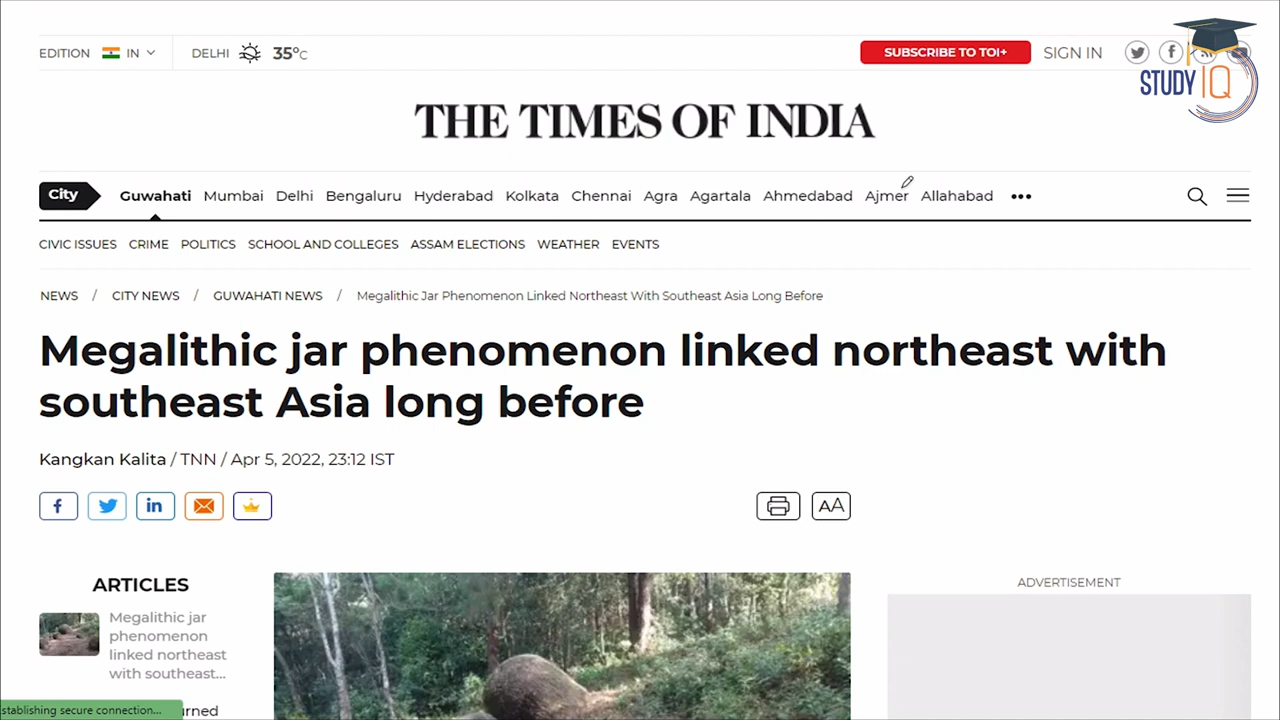 EDITION IN DELHI 35°C SUBSCRIBE TO TOI+ SIGN IN
STUDY IQ
THE TIMES OF INDIA
City Guwahati Mumbai Delhi Bengaluru Hyderabad Kolkata Chennai Agra Agartala Ahmedabad Ajmer Allahabad •••
CIVIC ISSUES CRIME POLITICS SCHOOL AND COLLEGES ASSAM ELECTIONS WEATHER EVENTS
NEWS / CITY NEWS / GUWAHATI NEWS / Megalithic Jar Phenomenon Linked Northeast With Southeast Asia Long Before
Megalithic jar phenomenon linked northeast with
southeast Asia long before
Kangkan Kalita / TNN / Apr 5, 2022, 23:12 IST
AA
ARTICLES
Megalithic jar
phenomenon
linked northeast
with southeast...
ADVERTISEMENT
secure connection...